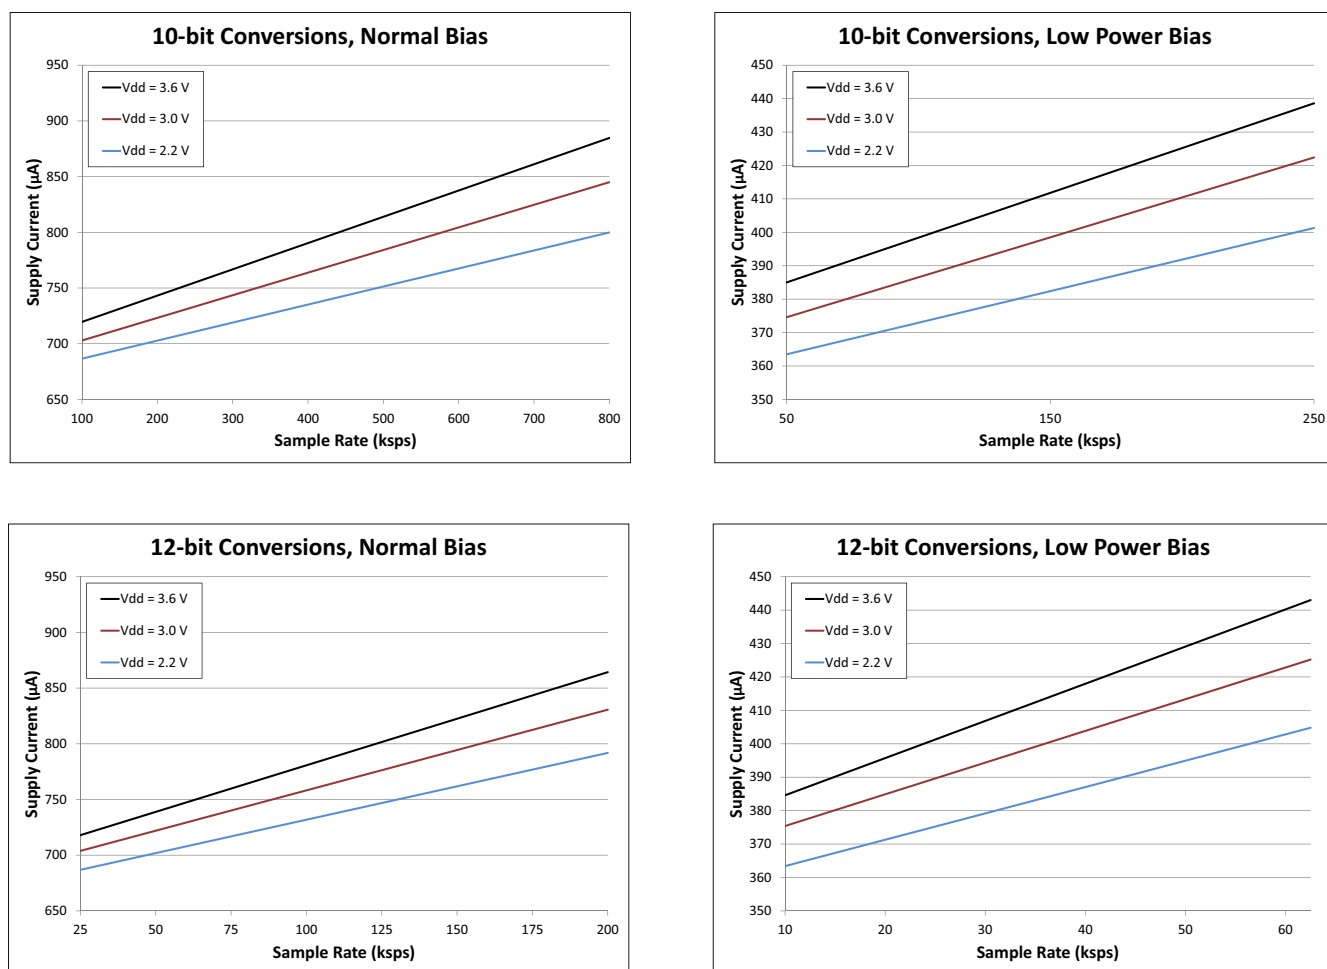 10-bit Conversions, Normal Bias
950
900
850
800
750
700
650
Supply Current (µA)
Vdd = 3.6 V
Vdd = 3.0 V
Vdd = 2.2 V
100 200 300 400 500 600 700 800
Sample Rate (ksps)
10-bit Conversions, Low Power Bias
450
440
430
420
410
400
390
380
370
360
350
Supply Current (µA)
Vdd = 3.6 V
Vdd = 3.0 V
Vdd = 2.2 V
50 150 250
Sample Rate (ksps)
12-bit Conversions, Normal Bias
950
900
850
800
750
700
650
Supply Current (µA)
Vdd = 3.6 V
Vdd = 3.0 V
Vdd = 2.2 V
25 50 75 100 125 150 175 200
Sample Rate (ksps)
12-bit Conversions, Low Power Bias
450
440
430
420
410
400
390
380
370
360
350
Supply Current (µA)
Vdd = 3.6 V
Vdd = 3.0 V
Vdd = 2.2 V
10 20 30 40 50 60
Sample Rate (ksps)